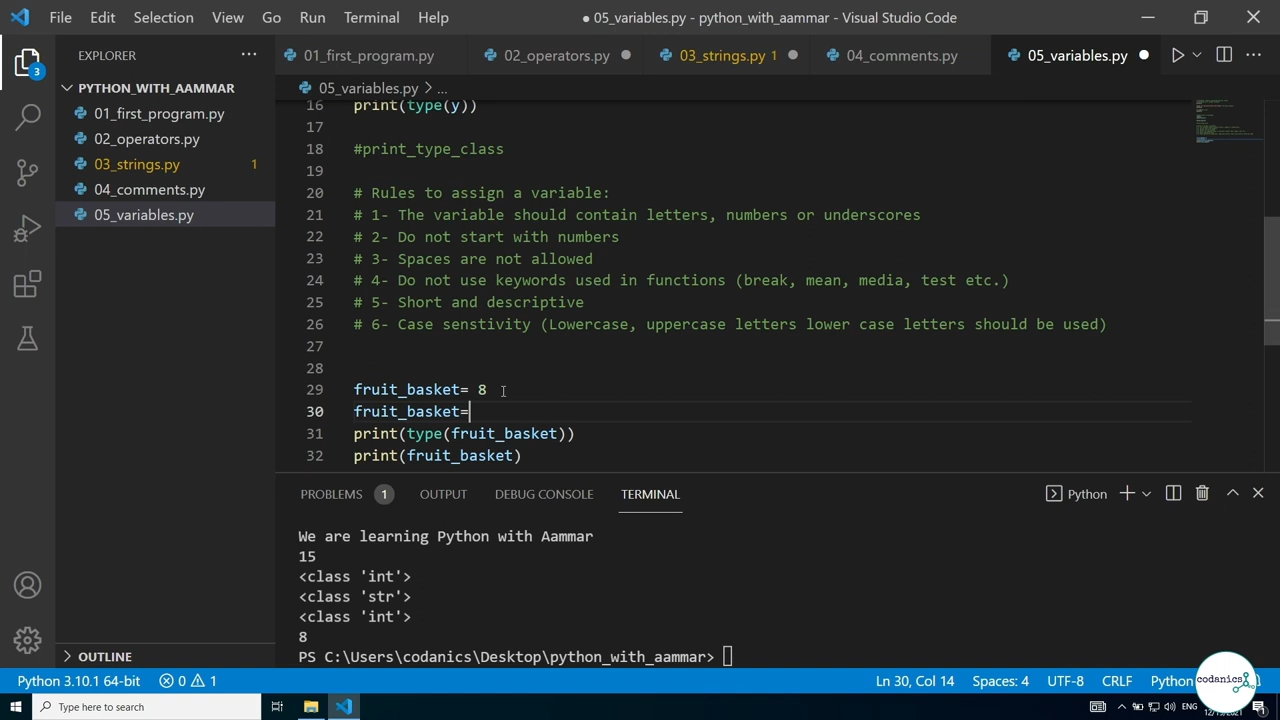 File Edit Selection View Go Run Terminal Help ● 05_variables.py - python_with_aammar - Visual Studio Code
EXPLORER ··· 01_first_program.py 02_operators.py 03_strings.py 1 04_comments.py 05_variables.py
PYTHON_WITH_AAMMAR
01_first_program.py
02_operators.py
03_strings.py 1
04_comments.py
05_variables.py
3
05_variables.py > ...
16 print(type(y))
17
18 #print_type_class
19
20 # Rules to assign a variable:
21 # 1- The variable should contain letters, numbers or underscores
22 # 2- Do not start with numbers
23 # 3- Spaces are not allowed
24 # 4- Do not use keywords used in functions (break, mean, media, test etc.)
25 # 5- Short and descriptive
26 # 6- Case senstivity (Lowercase, uppercase letters lower case letters should be used)
27
28
29 fruit_basket= 8
30 fruit_basket=
31 print(type(fruit_basket))
32 print(fruit_basket)
PROBLEMS 1 OUTPUT DEBUG CONSOLE TERMINAL Python
We are learning Python with Aammar
15
<class 'int'>
<class 'str'>
<class 'int'>
8
PS C:\Users\codanics\Desktop\python_with_aammar>
OUTLINE
Python 3.10.1 64-bit 0 1 Ln 30, Col 14 Spaces: 4 UTF-8 CRLF Python
codanics
Type here to search ENG